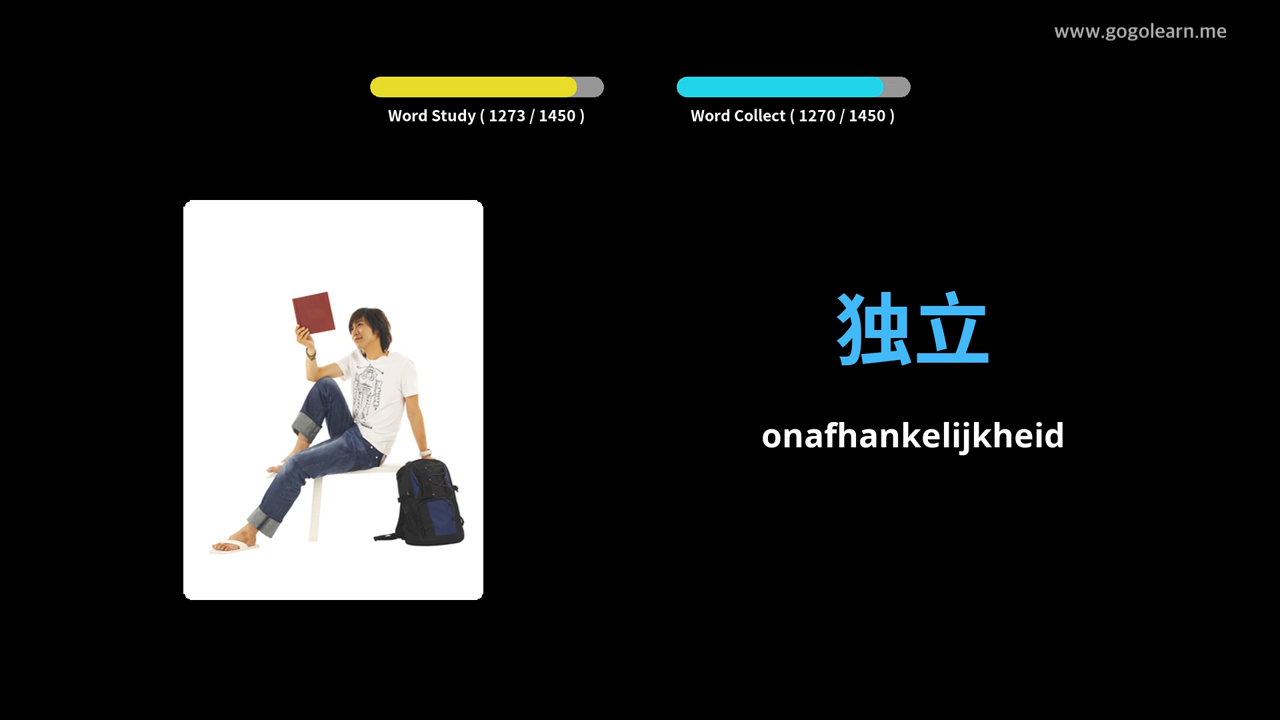 www.gogolearn.me
Word Study ( 1273 / 1450 )
Word Collect ( 1270 / 1450 )
独立
onafhankelijkheid